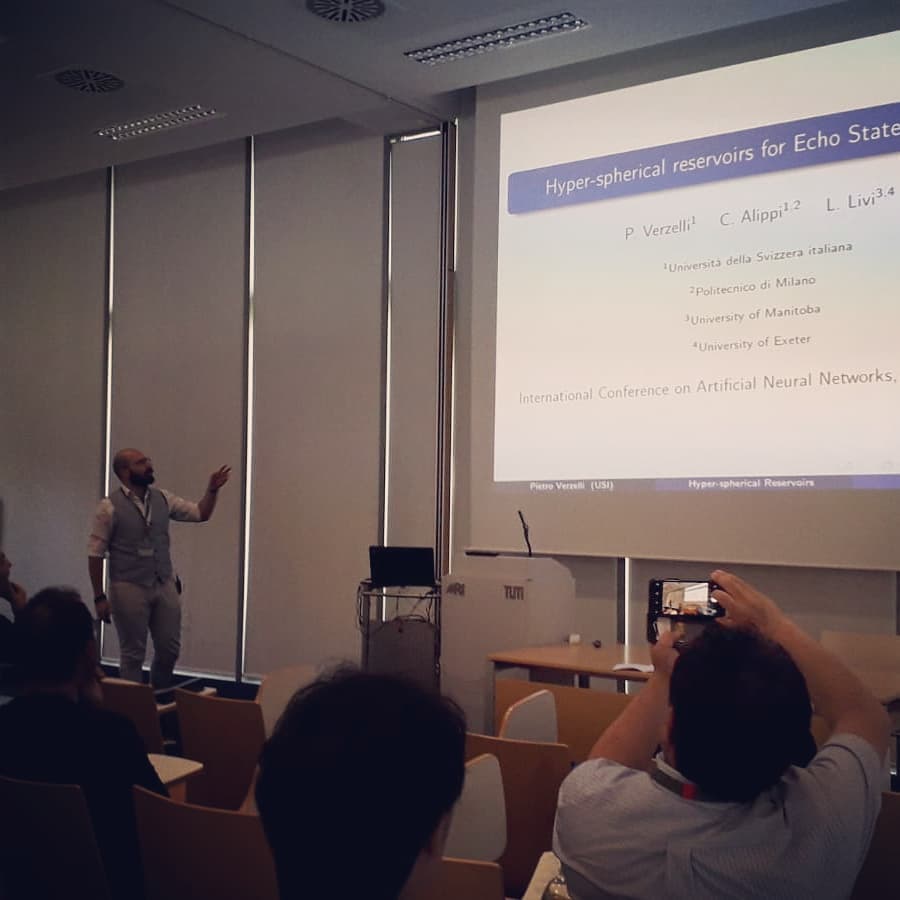 Hyper-spherical reservoirs for Echo State
P. Verzelli¹ C. Alippi¹,² L. Livi³,⁴
¹Università della Svizzera italiana
²Politecnico di Milano
³University of Manitoba
⁴University of Exeter
International Conference on Artificial Neural Networks,
Pietro Verzelli (USI) Hyper-spherical Reservoirs
TUM